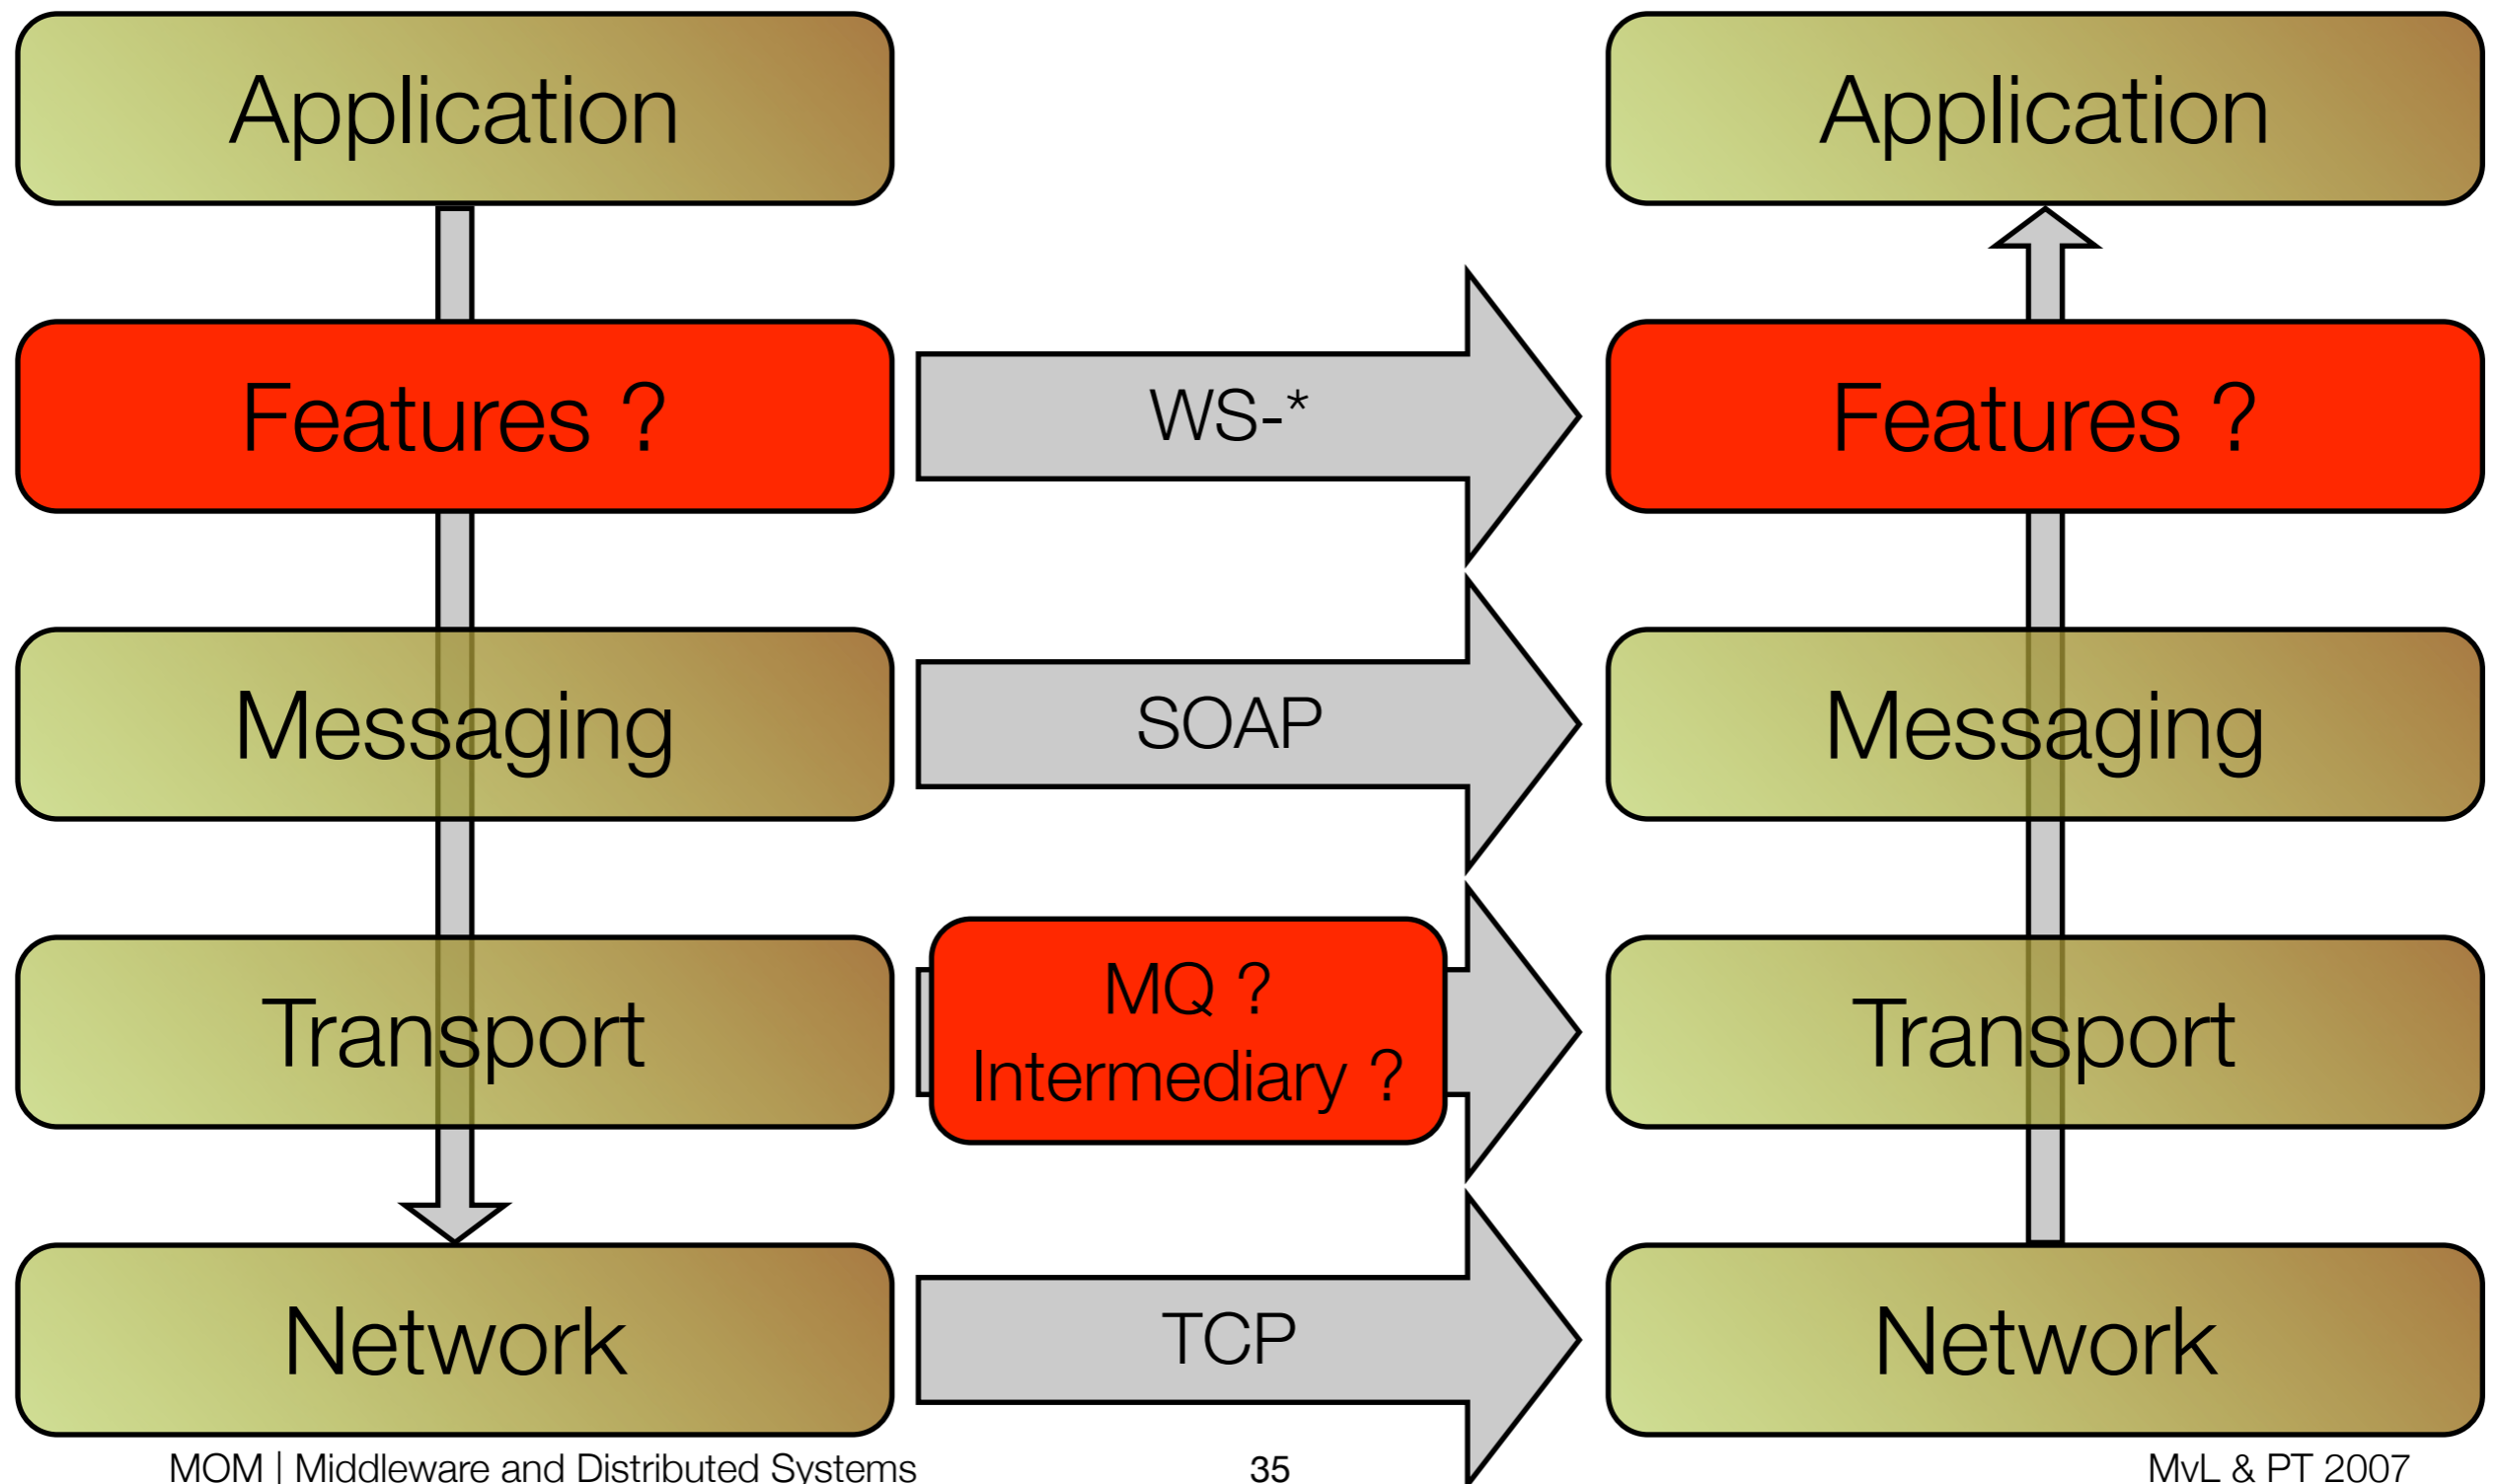 Application
Application
Features ?
WS-*
Features ?
Messaging
SOAP
Messaging
Transport
MQ ?
Intermediary ?
Transport
Network
TCP
Network
MOM | Middleware and Distributed Systems
35
MvL & PT 2007